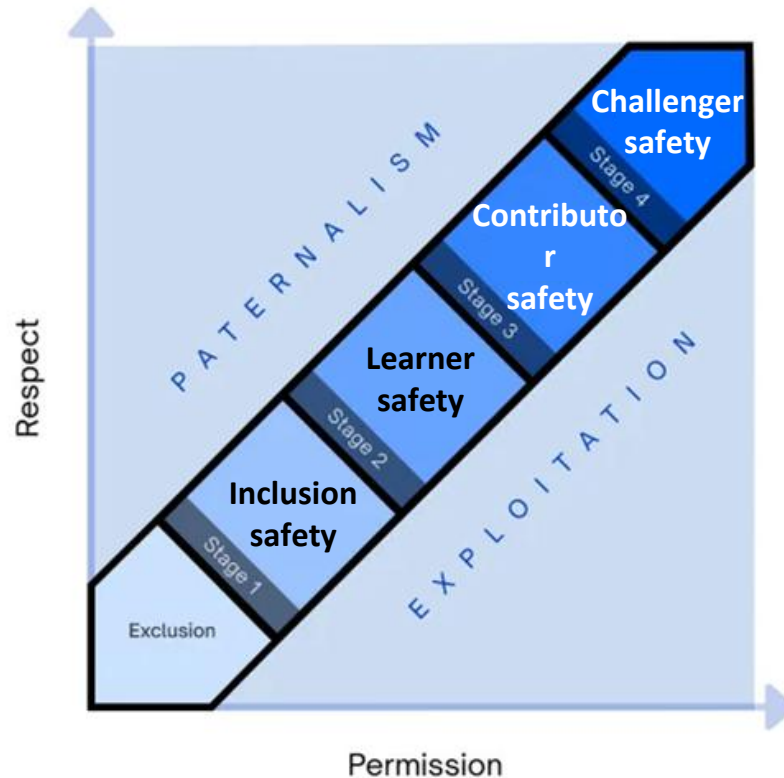 Challenger
safety
Stage 4
PATERNALISM
Contributo
r
safety
Stage 3
Respect
Learner
safety
Stage 2
EXPLOITATION
Inclusion
safety
Stage 1
Exclusion
Permission